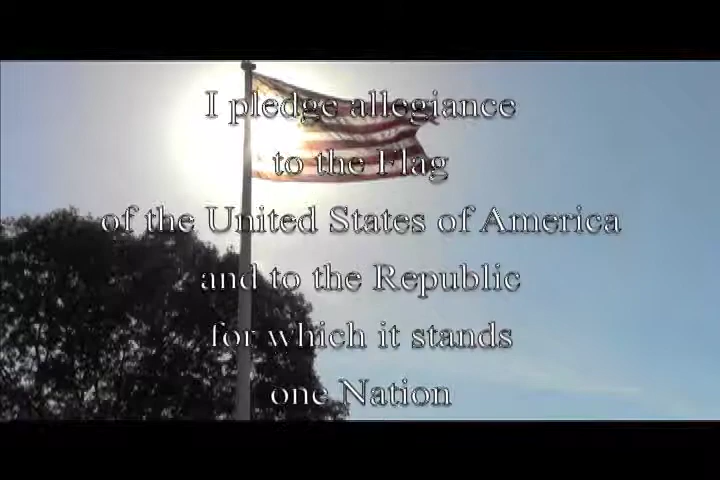 I pledge allegiance
to the Flag
of the United States of America
and to the Republic
for which it stands
one Nation